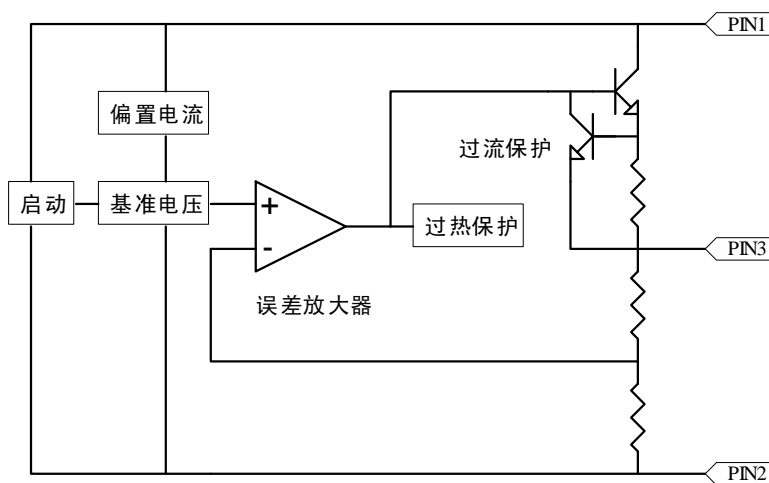 PIN1
偏置电流
过流保护
启动
基准电压
+
过热保护
-
PIN3
误差放大器
PIN2